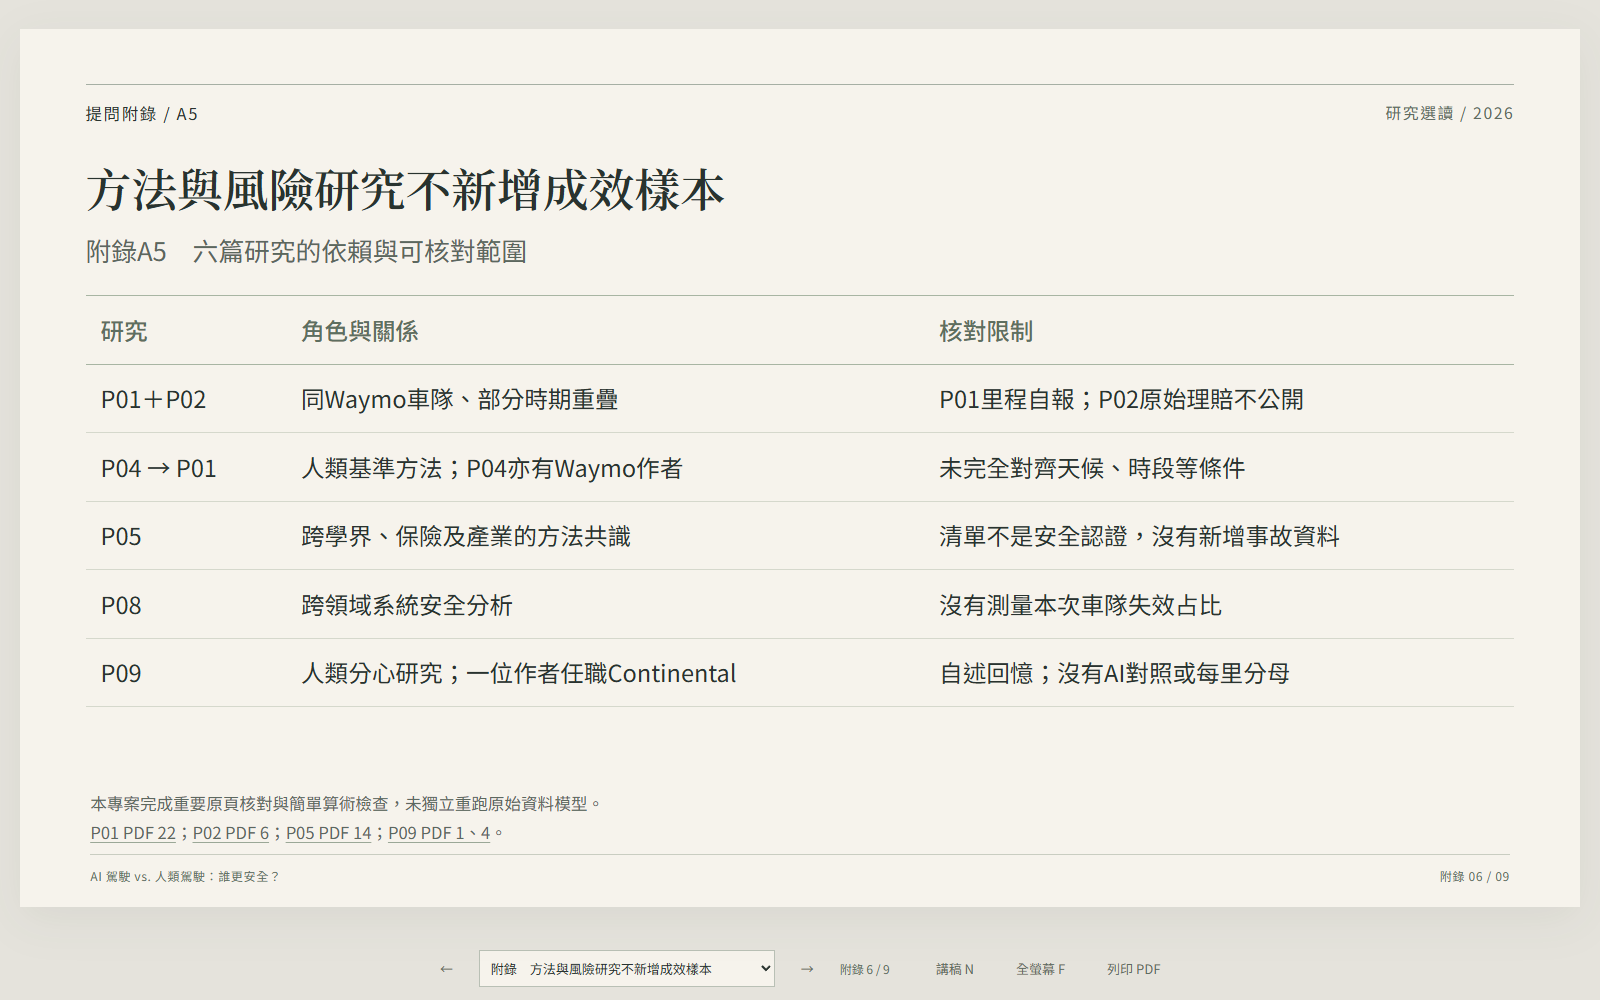 提問附錄 / A5
研究選讀 / 2026
方法與風險研究不新增成效樣本
附錄A5　六篇研究的依賴與可核對範圍
研究　角色與關係　核對限制
P01＋P02　同Waymo車隊、部分時期重疊　P01里程自報；P02原始理賠不公開
P04 → P01　人類基準方法；P04亦有Waymo作者　未完全對齊天候、時段等條件
P05　跨學界、保險及產業的方法共識　清單不是安全認證，沒有新增事故資料
P08　跨領域系統安全分析　沒有測量本次車隊失效占比
P09　人類分心研究；一位作者任職Continental　自述回憶；沒有AI對照或每里分母
本專案完成重要原頁核對與簡單算術檢查，未獨立重跑原始資料模型。
P01 PDF 22；P02 PDF 6；P05 PDF 14；P09 PDF 1、4。
AI 駕駛 vs. 人類駕駛：誰更安全？
附錄 06 / 09
←　附錄　方法與風險研究不新增成效樣本　→　附錄 6 / 9　講稿 N　全螢幕 F　列印 PDF